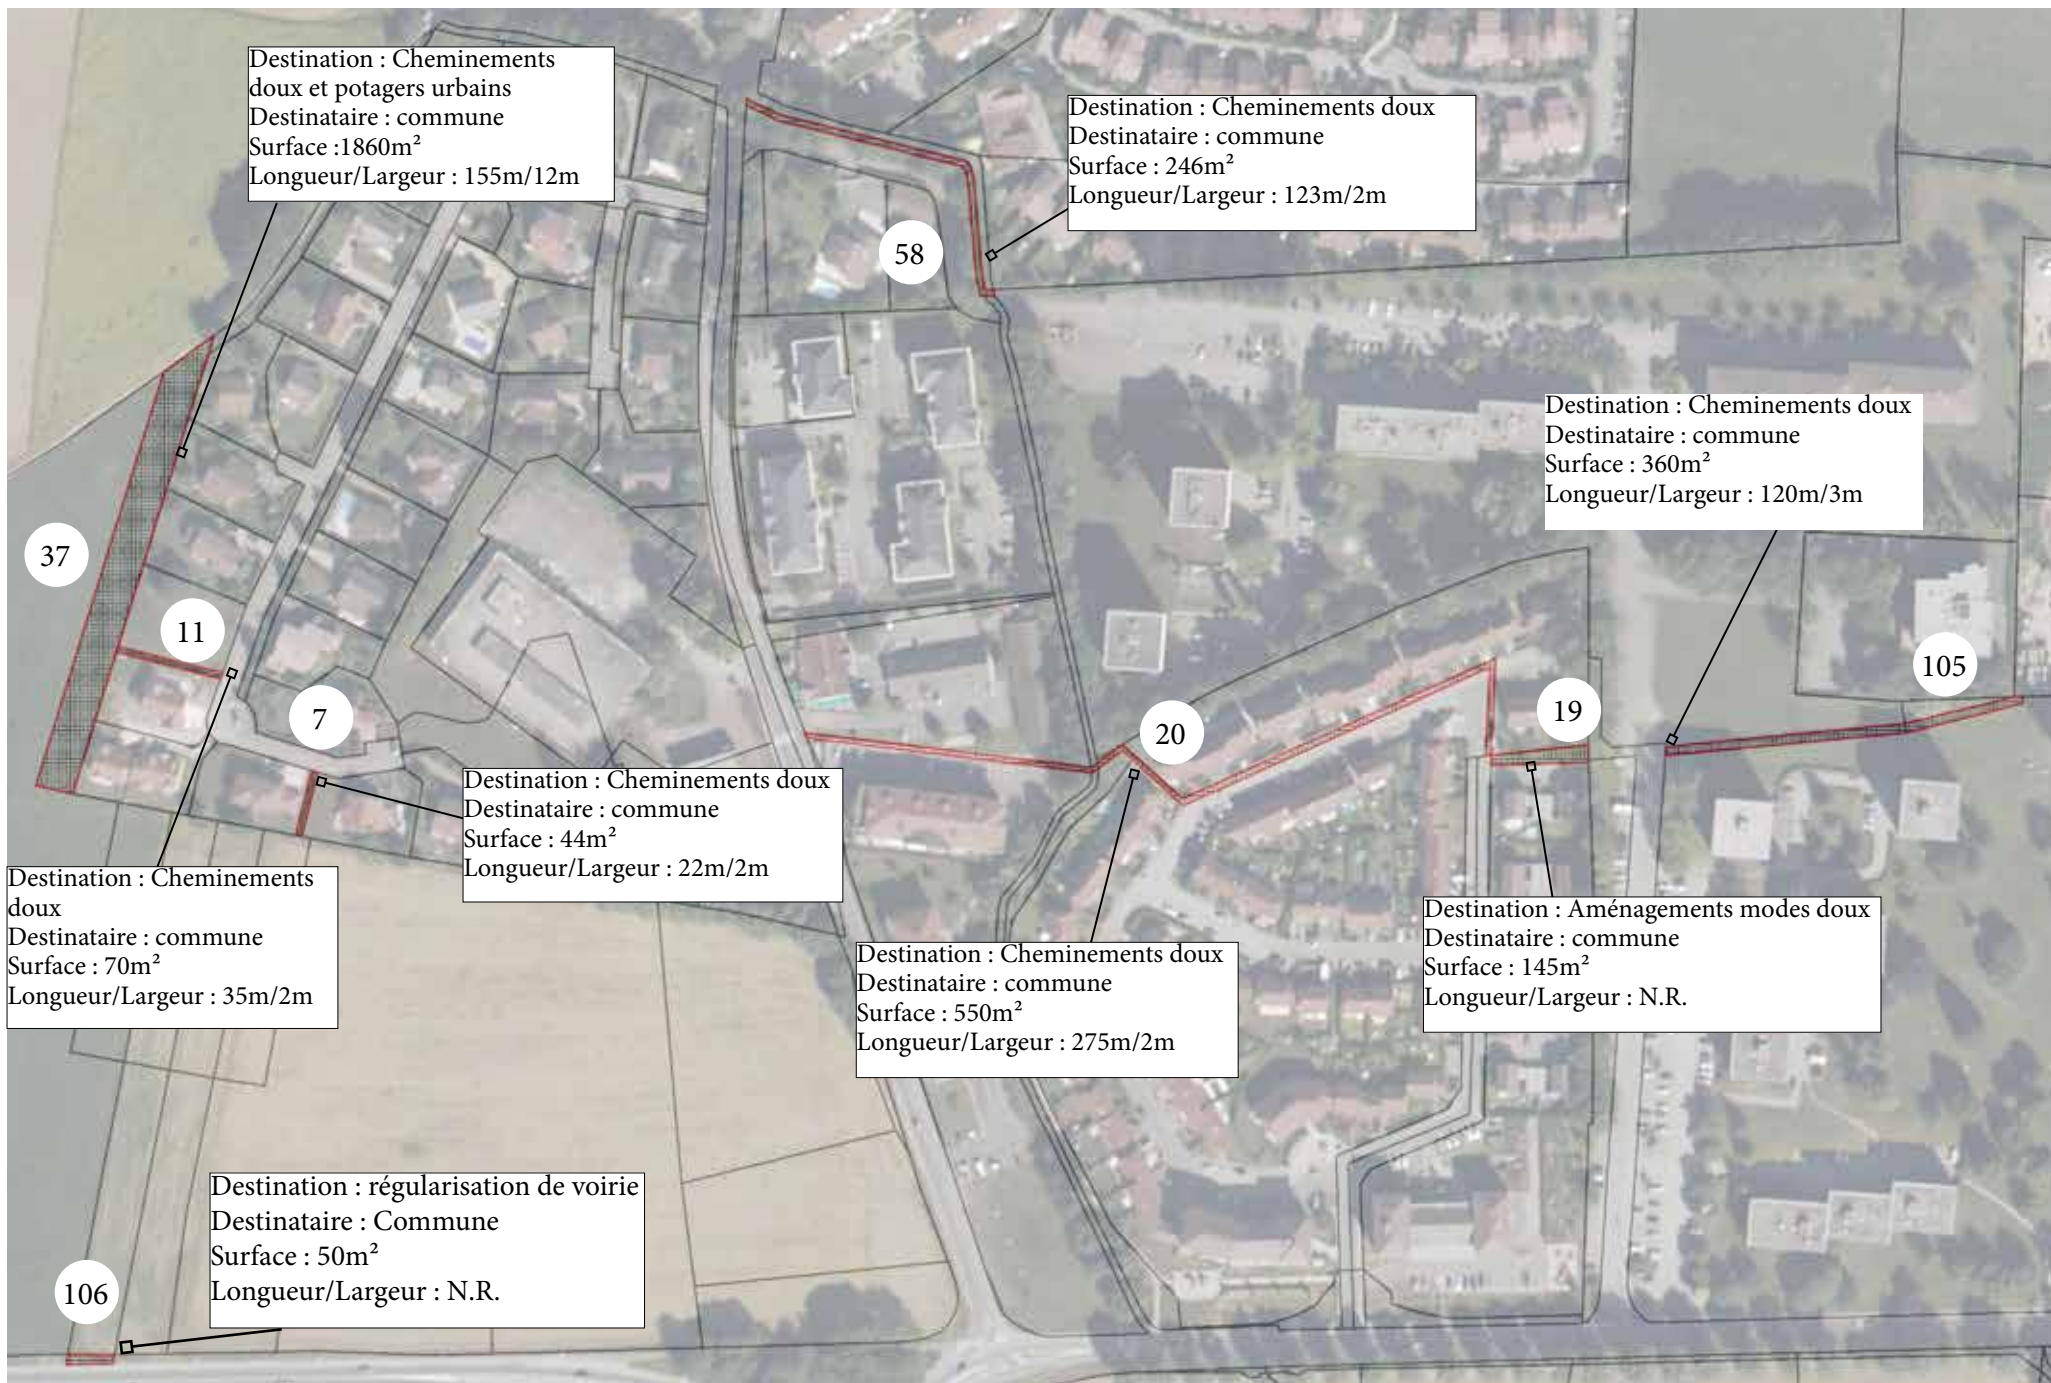 Destination : Cheminements
doux et potagers urbains
Destinataire : commune
Surface :1860m²
Longueur/Largeur : 155m/12m
Destination : Cheminements doux
Destinataire : commune
Surface : 246m²
Longueur/Largeur : 123m/2m
58
Destination : Cheminements doux
Destinataire : commune
Surface : 360m²
Longueur/Largeur : 120m/3m
37
11
7
20
19
105
Destination : Cheminements doux
Destinataire : commune
Surface : 44m²
Longueur/Largeur : 22m/2m
Destination : Cheminements
doux
Destinataire : commune
Surface : 70m²
Longueur/Largeur : 35m/2m
Destination : Cheminements doux
Destinataire : commune
Surface : 550m²
Longueur/Largeur : 275m/2m
Destination : Aménagements modes doux
Destinataire : commune
Surface : 145m²
Longueur/Largeur : N.R.
Destination : régularisation de voirie
Destinataire : Commune
Surface : 50m²
Longueur/Largeur : N.R.
106